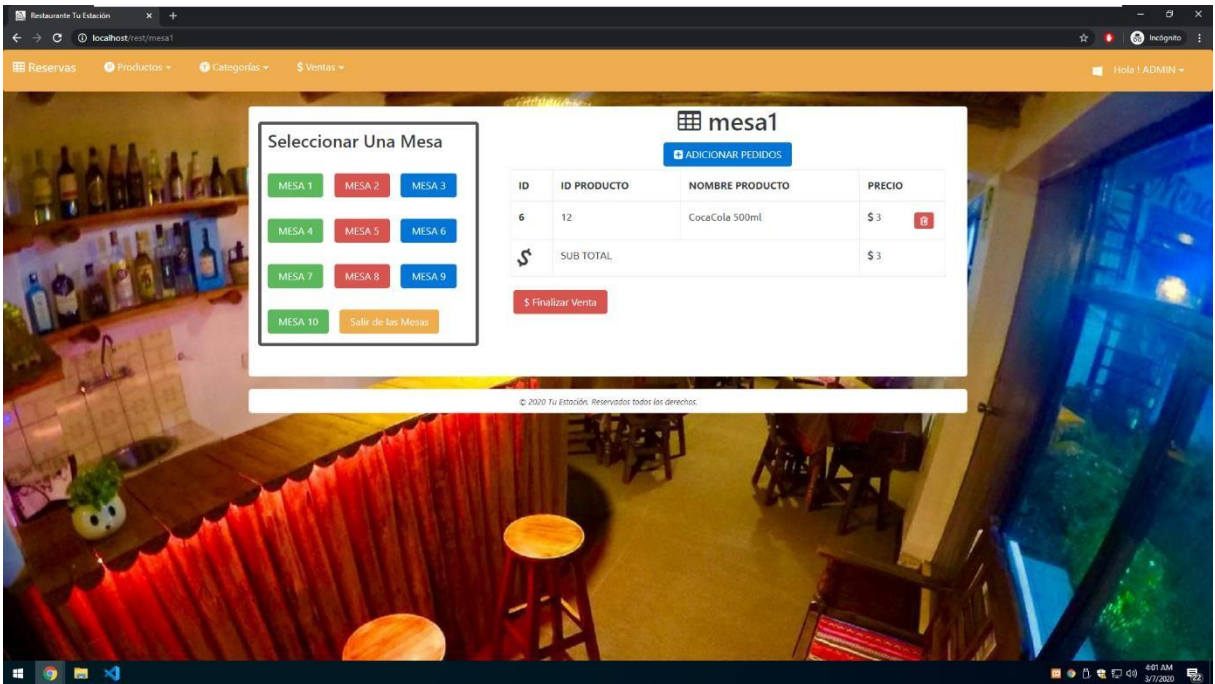 Restaurante Tu Estación
localhost/rest/mesa1
Incógnito
Reservas Productos Categorías $ Ventas Hola ! ADMIN
Seleccionar Una Mesa
MESA 1 MESA 2 MESA 3
MESA 4 MESA 5 MESA 6
MESA 7 MESA 8 MESA 9
MESA 10 Salir de las Mesas
mesa1
ADICIONAR PEDIDOS
ID ID PRODUCTO NOMBRE PRODUCTO PRECIO
6 12 CocaCola 500ml $ 3
$ SUB TOTAL $ 3
$ Finalizar Venta
© 2020 Tu Estación. Reservados todos los derechos.
4:01 AM
3/7/2020
22